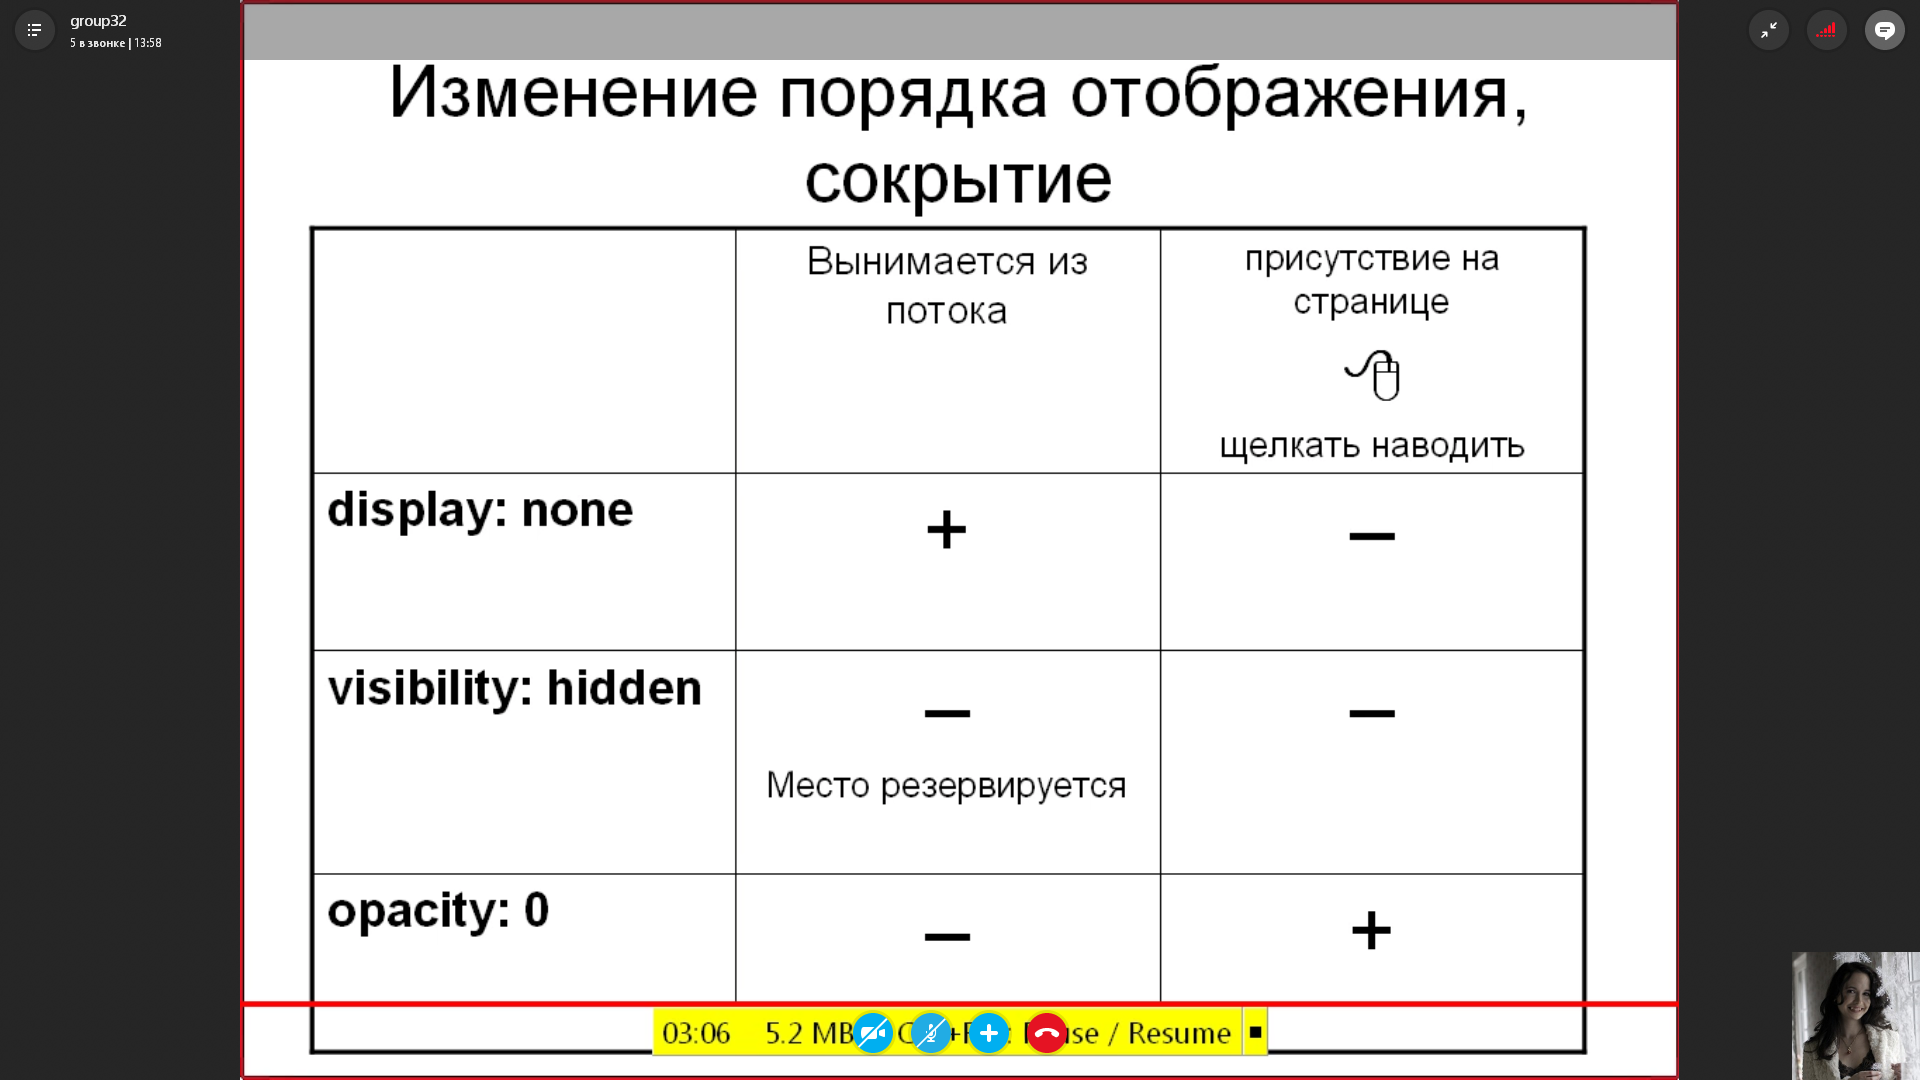 group32
5 в звонке | 13:58
Изменение порядка отображения,
сокрытие
Вынимается из
потока
присутствие на
странице
щелкать наводить
display: none
+
–
visibility: hidden
–
Место резервируется
–
opacity: 0
–
+
03:06 5.2 MB / Resume